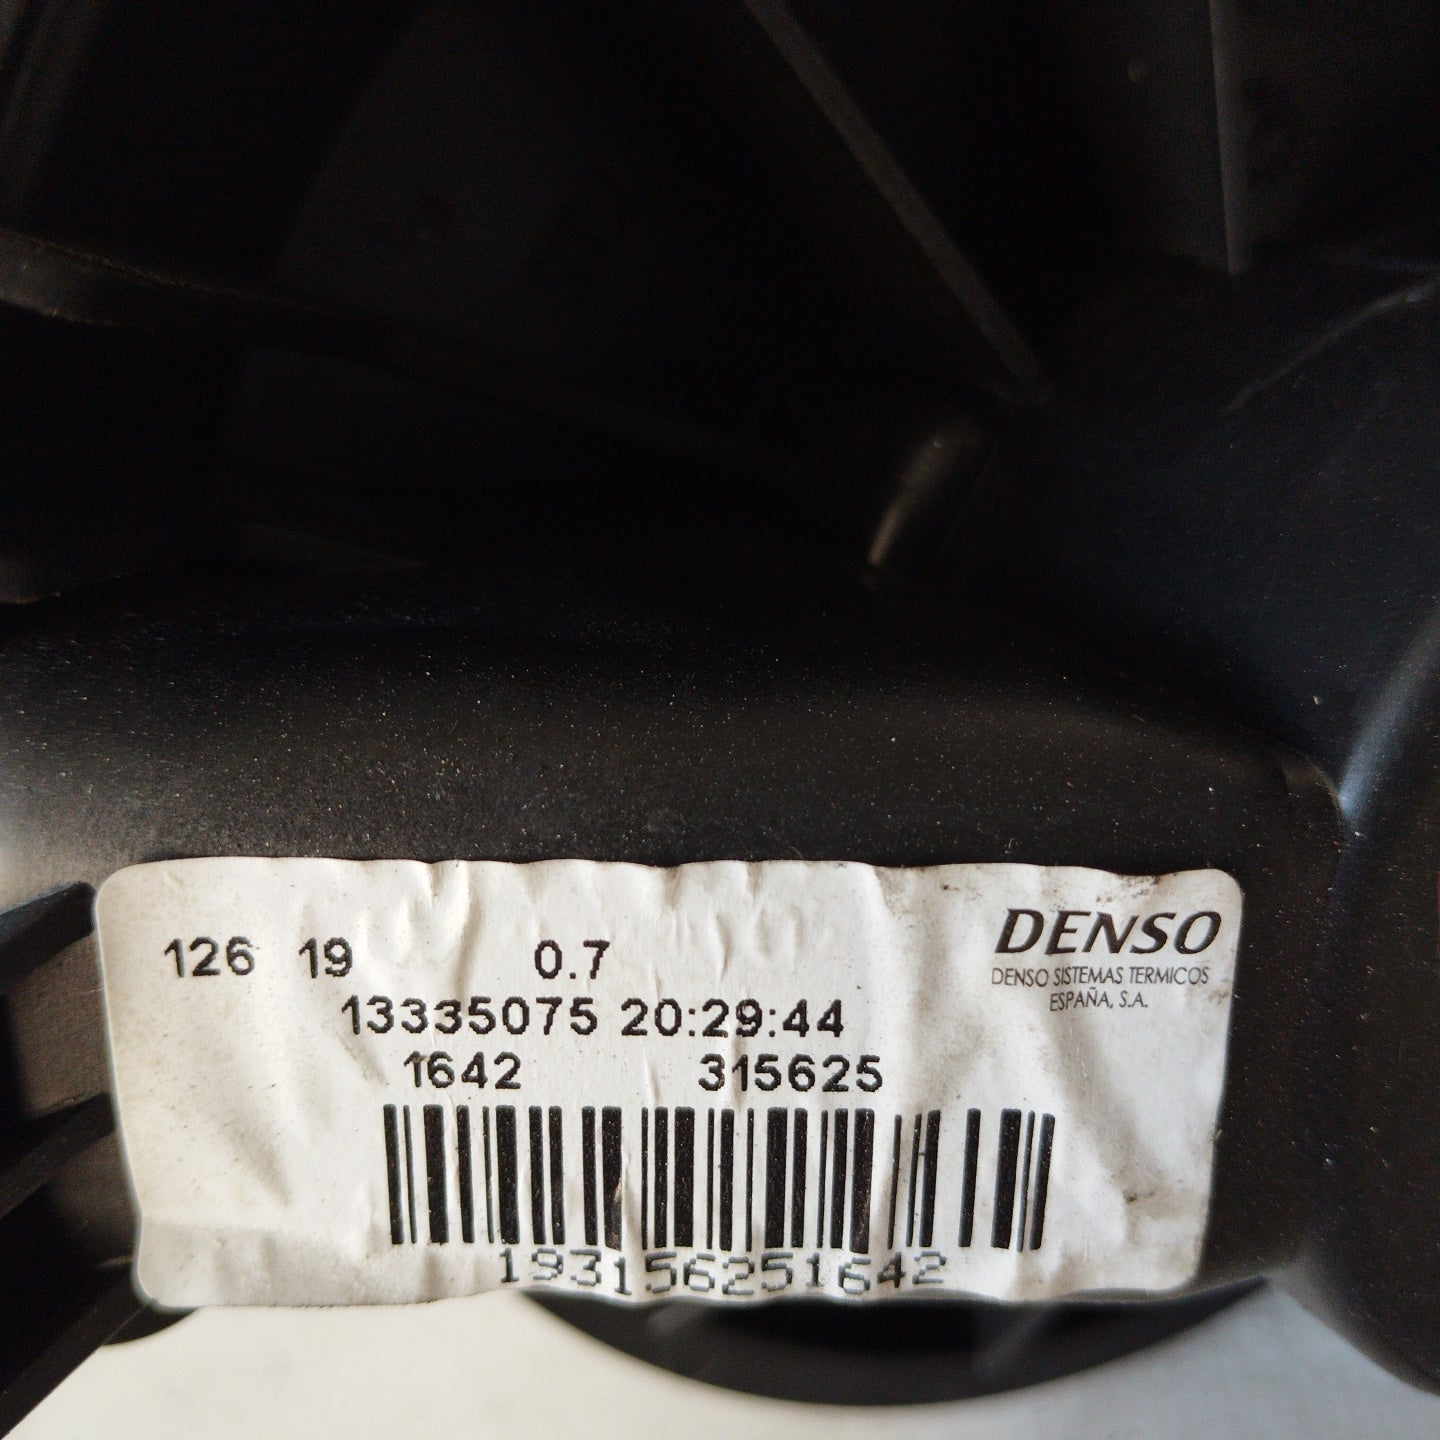 DENSO
DENSO SISTEMAS TERMICOS
ESPAÑA, S.A.
126 19 0.7
13335075 20:29:44
1642 315625
193156251642